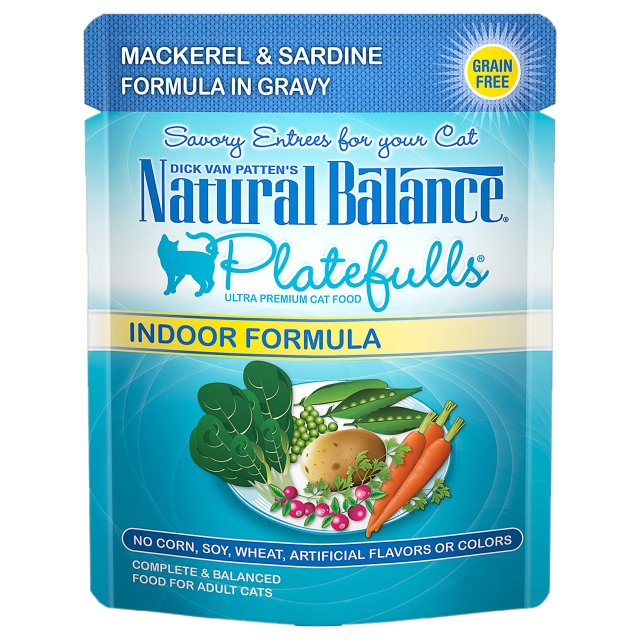 MACKEREL & SARDINE
FORMULA IN GRAVY
GRAIN
FREE
Savory Entrees for your Cat
DICK VAN PATTEN'S
Natural Balance®
Platefulls®
ULTRA PREMIUM CAT FOOD
INDOOR FORMULA
NO CORN, SOY, WHEAT, ARTIFICIAL FLAVORS OR COLORS
COMPLETE & BALANCED
FOOD FOR ADULT CATS